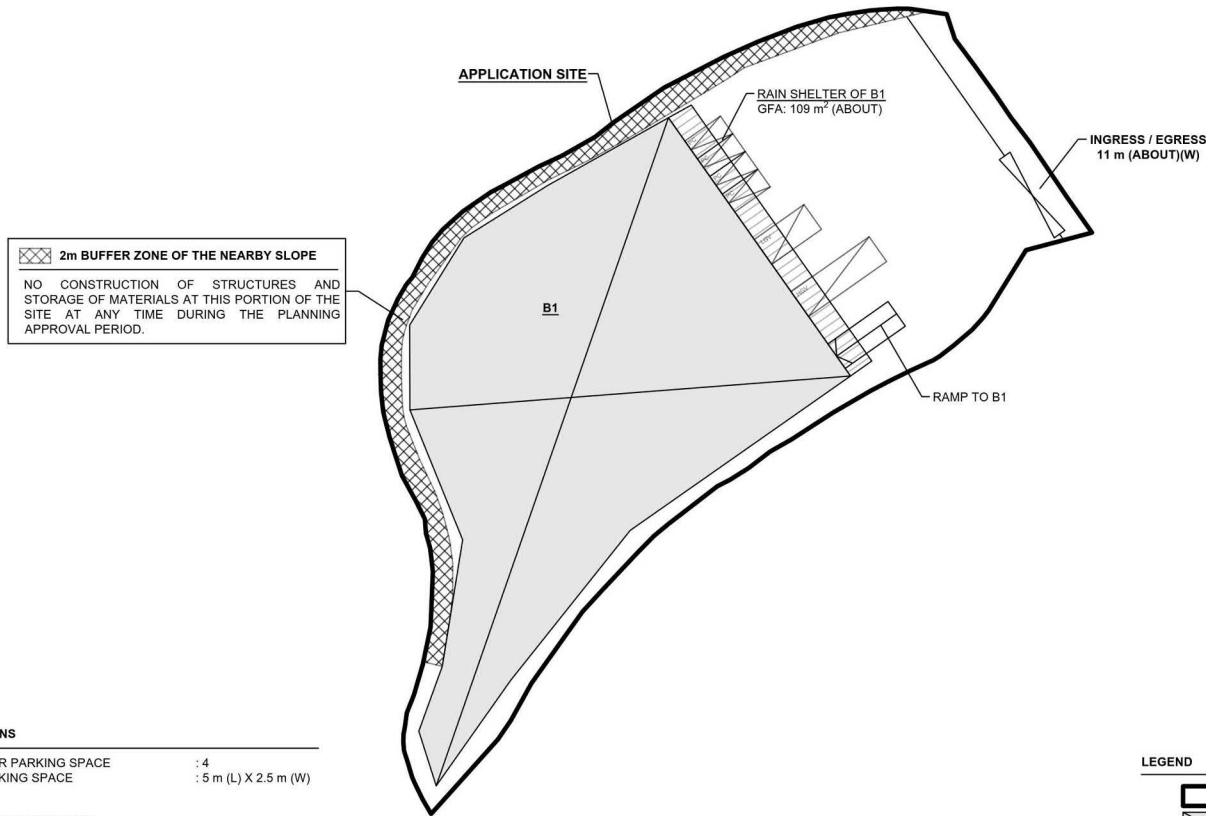 APPLICATION SITE
RAIN SHELTER OF B1
GFA: 109 m² (ABOUT)
INGRESS / EGRESS
11 m (ABOUT)(W)
2m BUFFER ZONE OF THE NEARBY SLOPE
NO CONSTRUCTION OF STRUCTURES AND
STORAGE OF MATERIALS AT THIS PORTION OF THE
SITE AT ANY TIME DURING THE PLANNING
APPROVAL PERIOD.
B1
LGV
HGV
RAMP TO B1
NS
R PARKING SPACE : 4
KING SPACE : 5 m (L) X 2.5 m (W)
LEGEND